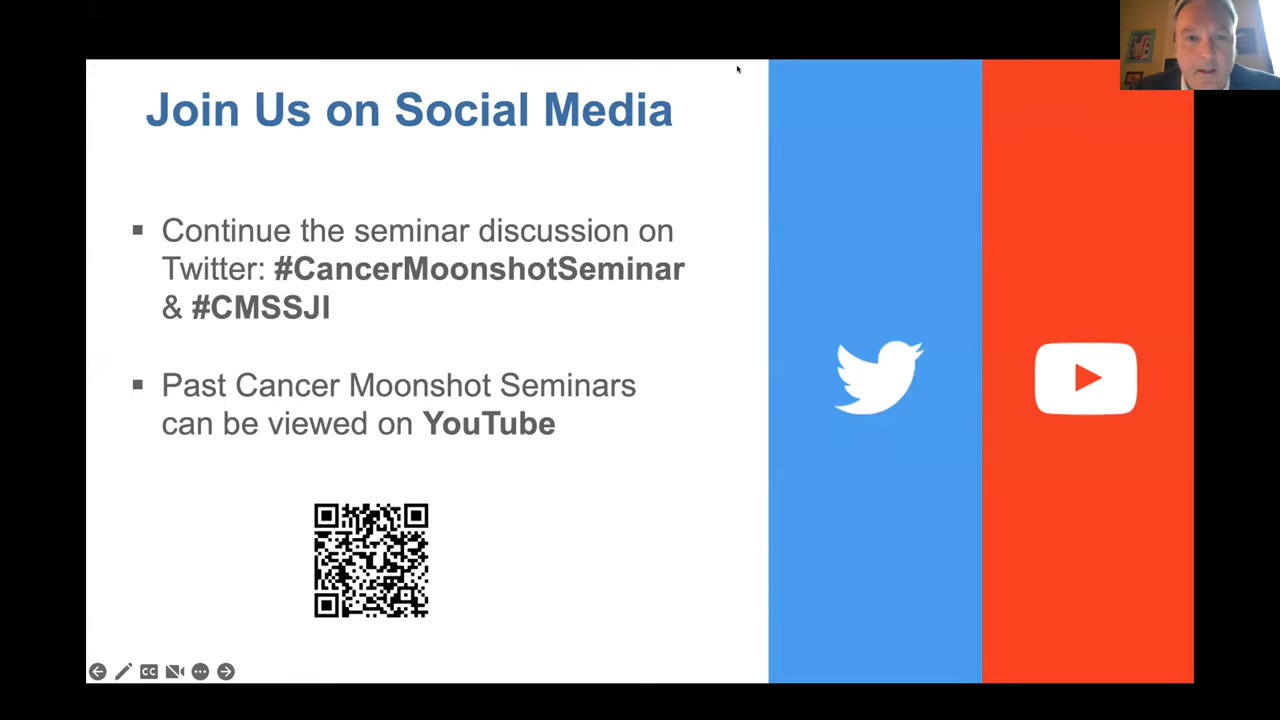 Join Us on Social Media
▪ Continue the seminar discussion on
Twitter: #CancerMoonshotSeminar
& #CMSSJI
▪ Past Cancer Moonshot Seminars
can be viewed on YouTube
CC